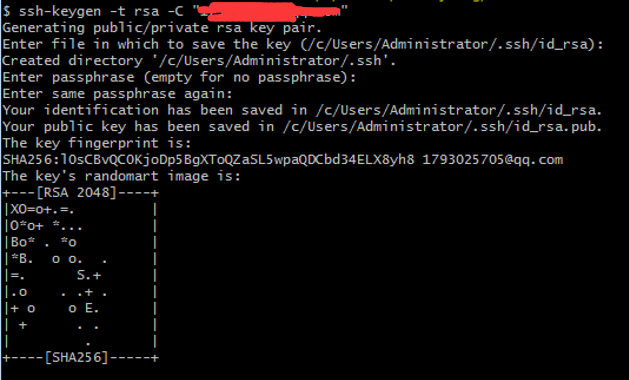 $ ssh-keygen -t rsa -C "
Generating public/private rsa key pair.
Enter file in which to save the key (/c/Users/Administrator/.ssh/id_rsa):
Created directory '/c/Users/Administrator/.ssh'.
Enter passphrase (empty for no passphrase):
Enter same passphrase again:
Your identification has been saved in /c/Users/Administrator/.ssh/id_rsa.
Your public key has been saved in /c/Users/Administrator/.ssh/id_rsa.pub.
The key fingerprint is:
SHA256:lOsCBvQCOKjoDp5BgXToQZaSL5wpaQDCbd34ELX8yh8 1793025705@qq.com
The key's randomart image is:
+---[RSA 2048]----+
|XO=o+.=.         |
|O*o+ *...        |
|Bo* . *o         |
|*B.  o o.  .     |
|=.      S.+      |
|.o    . .+ .     |
|+ o    o E.      |
| +      . .      |
|         .       |
+----[SHA256]-----+